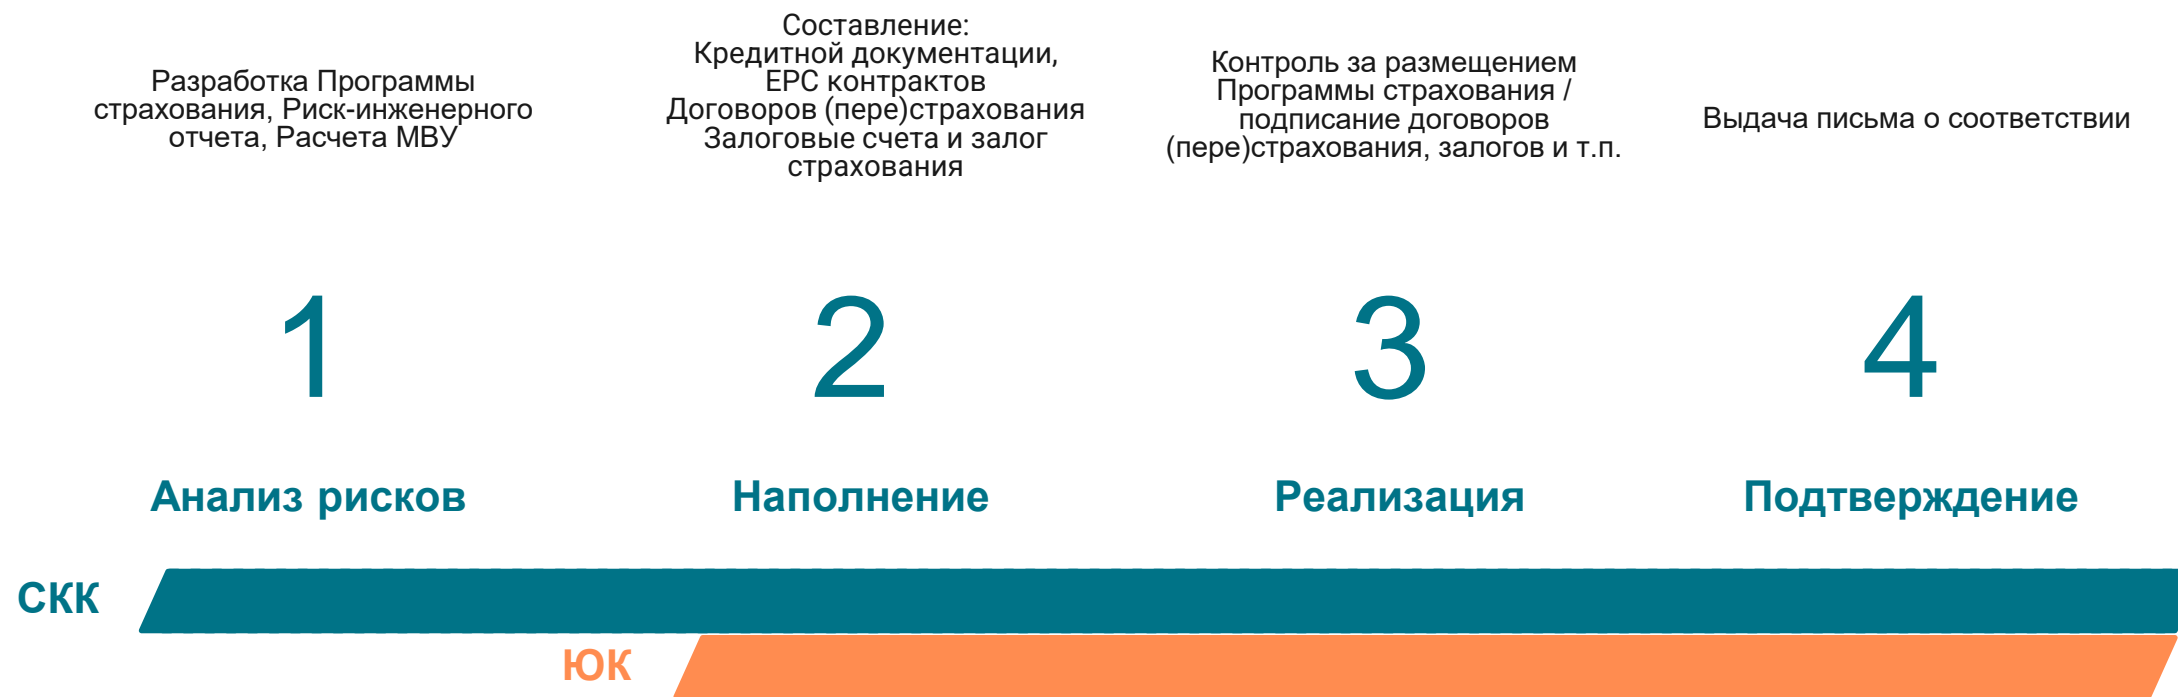 Разработка Программы
страхования, Риск-инженерного
отчета, Расчета МВУ
Составление:
Кредитной документации,
EPC контрактов
Договоров (пере)страхования
Залоговые счета и залог
страхования
Контроль за размещением
Программы страхования /
подписание договоров
(пере)страхования, залогов и т.п.
Выдача письма о соответствии
1
2
3
4
Анализ рисков
Наполнение
Реализация
Подтверждение
СКК
ЮК